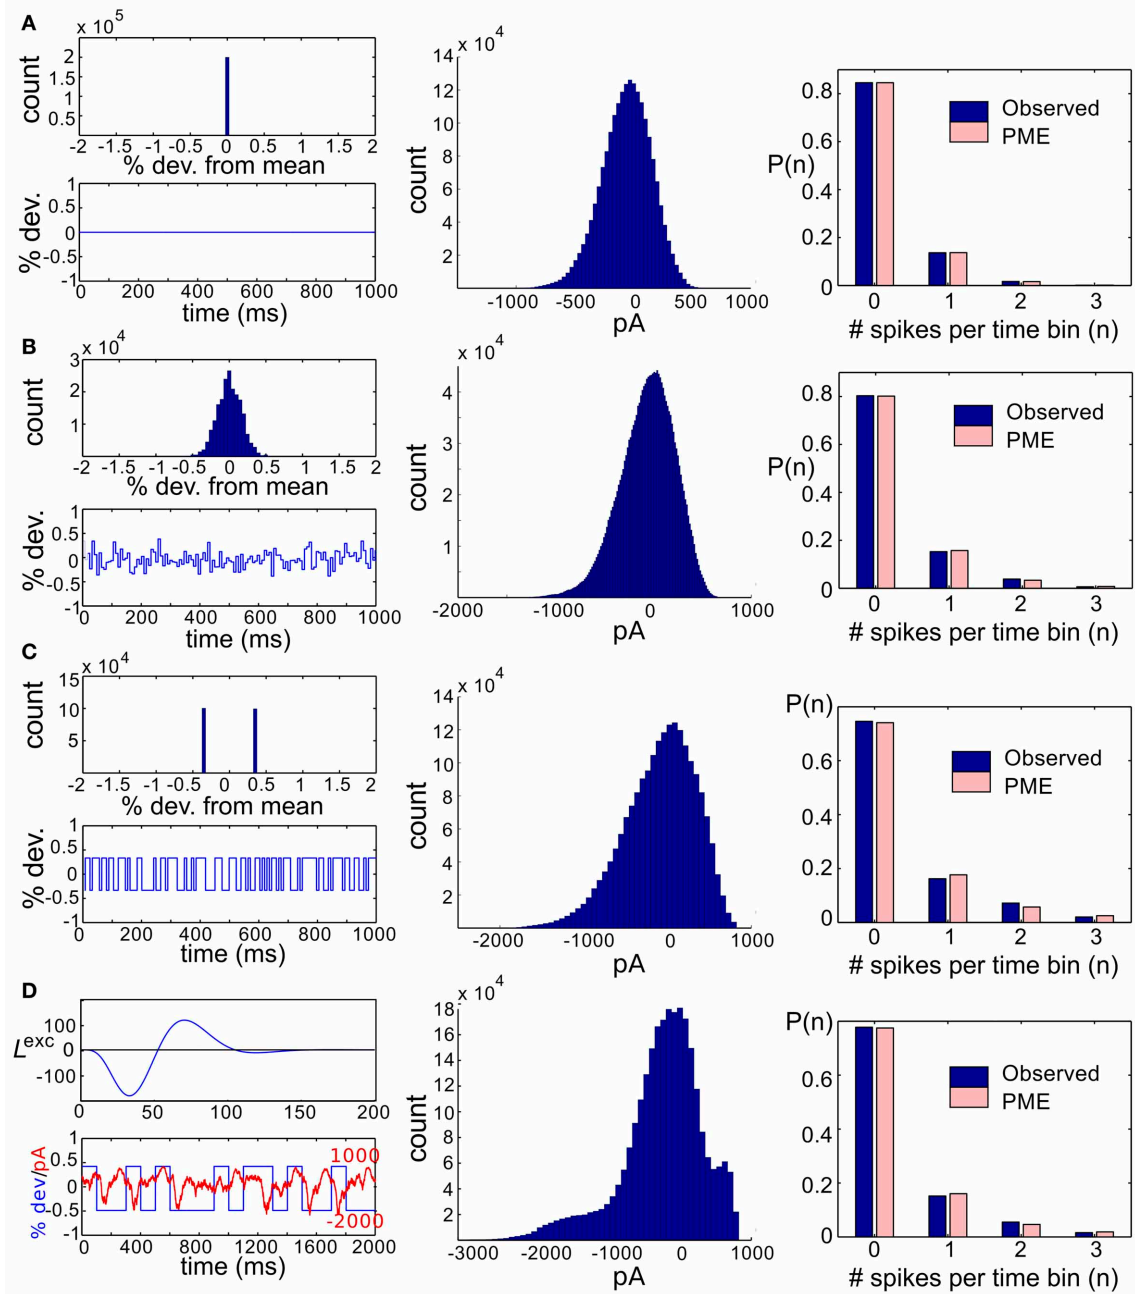 A
x 10^5
2
1.5
1
0.5
count
-2 -1.5 -1 -0.5 0 0.5 1 1.5 2
% dev. from mean
1
0.5
0
-0.5
-1
% dev.
0 200 400 600 800 1000
time (ms)
x 10^4
14
12
10
8
6
4
2
count
-1000 -500 0 500 1000
pA
0.8
0.6
P(n)
0.4
0.2
0
Observed
PME
0 1 2 3
# spikes per time bin (n)
B
x 10^4
3
2
1
count
-2 -1.5 -1 -0.5 0 0.5 1 1.5 2
% dev. from mean
1
0.5
0
-0.5
-1
% dev.
0 200 400 600 800 1000
time (ms)
x 10^4
4
3
2
1
count
-2000 -1000 0 1000
pA
0.8
0.6
P(n)
0.4
0.2
0
Observed
PME
0 1 2 3
# spikes per time bin (n)
C
x 10^4
15
10
5
count
-2 -1.5 -1 -0.5 0 0.5 1 1.5 2
% dev. from mean
1
0.5
0
-0.5
-1
% dev.
0 200 400 600 800 1000
time (ms)
x 10^4
14
12
10
8
6
4
2
count
-2000 -1000 0 1000
pA
P(n)
0.6
0.4
0.2
0
Observed
PME
0 1 2 3
# spikes per time bin (n)
D
100
0
-100
L^exc
0 50 100 150 200
1
0.5
0
-0.5
-1
% dev/pA
1000
-2000
0 400 800 1200 1600 2000
time (ms)
x 10^4
18
16
14
12
10
8
6
4
2
count
-3000 -2000 -1000 0 1000
pA
P(n)
0.6
0.4
0.2
0
Observed
PME
0 1 2 3
# spikes per time bin (n)